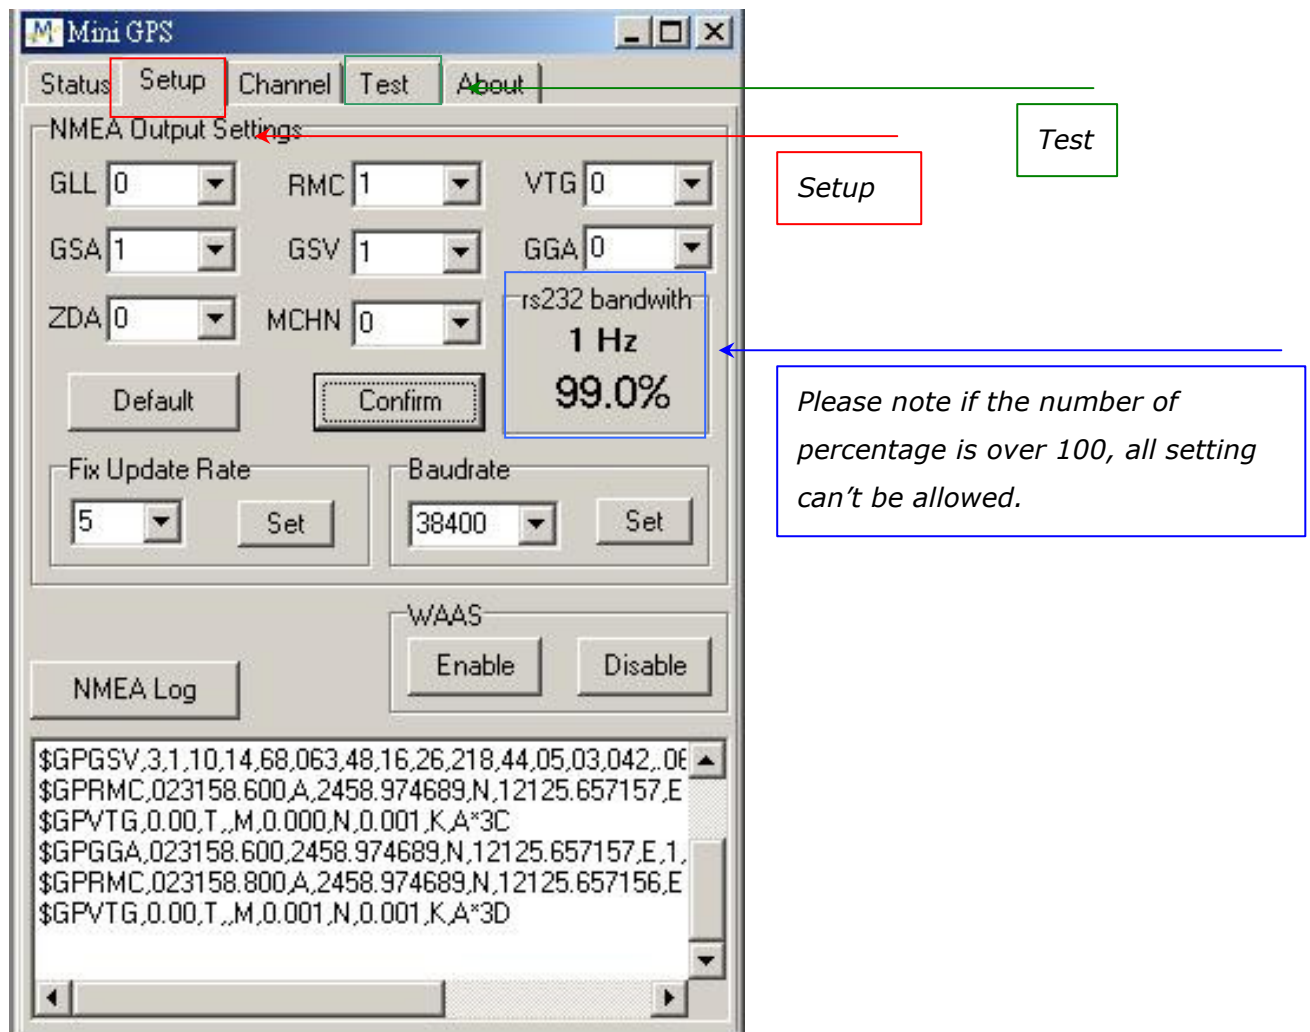 Mini GPS
Status Setup Channel Test About
Test
NMEA Output Settings
Setup
GLL 0 RMC 1 VTG 0
GSA 1 GSV 1 GGA 0
ZDA 0 MCHN 0
rs232 bandwith
1 Hz
99.0%
Default Confirm
Please note if the number of
percentage is over 100, all setting
can’t be allowed.
Fix Update Rate
5 Set
Baudrate
38400 Set
WAAS
Enable Disable
NMEA Log
$GPGSV,3,1,10,14,68,063,48,16,26,218,44,05,03,042,.06
$GPRMC,023158.600,A,2458.974689,N,12125.657157,E
$GPVTG,0.00,T,,M,0.000,N,0.001,K,A*3C
$GPGGA,023158.600,2458.974689,N,12125.657157,E,1,
$GPRMC,023158.800,A,2458.974689,N,12125.657156,E
$GPVTG,0.00,T,,M,0.001,N,0.001,K,A*3D